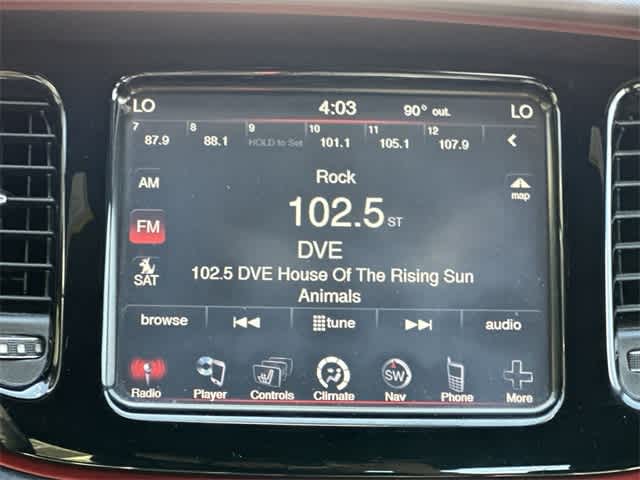 LO 4:03 90° out. LO
7 8 9 10 11 12
87.9 88.1 HOLD to Set 101.1 105.1 107.9
Rock
AM
map
102.5 ST
FM
DVE
102.5 DVE House Of The Rising Sun
SAT
Animals
browse tune audio
SW
Radio Player Controls Climate Nav Phone More